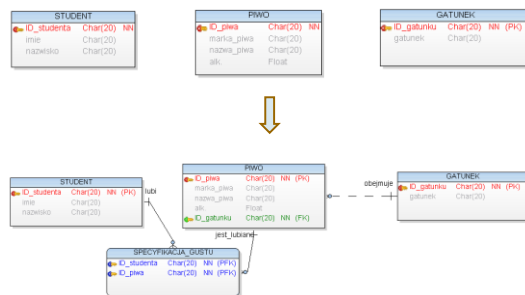 STUDENT
ID_studenta Char(20) NN
imie Char(20)
nazwisko Char(20)
PIWO
ID_piwa Char(20) NN
marka_piwa Char(20)
nazwa_piwa Char(20)
alk. Float
GATUNEK
ID_gatunku Char(20) NN (PK)
gatunek Char(20)
STUDENT
ID_studenta Char(20) NN (PK)
imie Char(20)
nazwisko Char(20)
lubi
PIWO
ID_piwa Char(20) NN (PK)
marka_piwa Char(20)
nazwa_piwa Char(20)
alk. Float
ID_gatunku Char(20) NN (FK)
obejmuje
GATUNEK
ID_gatunku Char(20) NN (PK)
gatunek Char(20)
jest_lubiane
SPECYFIKACJA_GUSTU
ID_studenta Char(20) NN (PFK)
ID_piwa Char(20) NN (PFK)